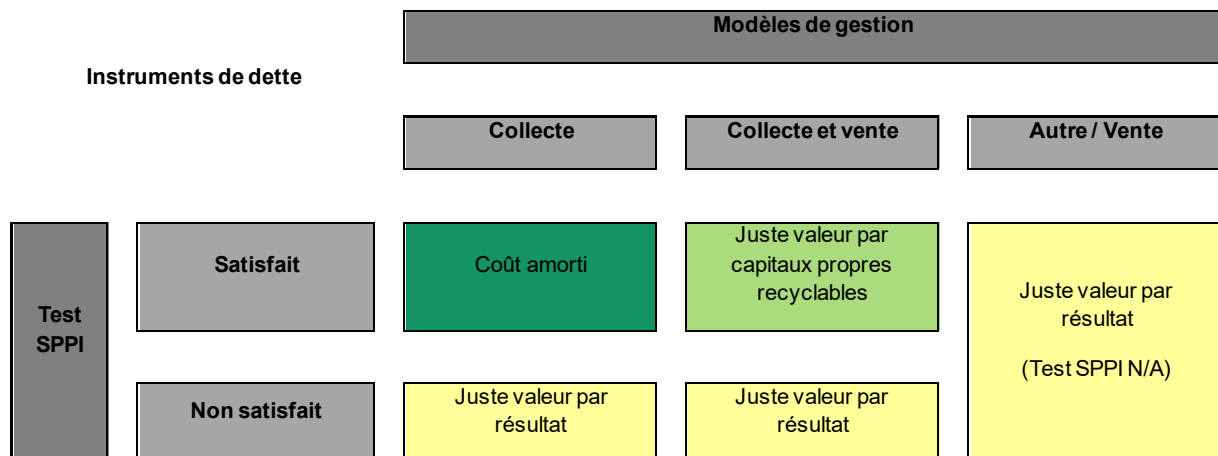 Modèles de gestion
Instruments de dette
Collecte
Collecte et vente
Autre / Vente
Test
SPPI
Satisfait
Coût amorti
Juste valeur par
capitaux propres
recyclables
Juste valeur par
résultat
(Test SPPI N/A)
Non satisfait
Juste valeur par
résultat
Juste valeur par
résultat